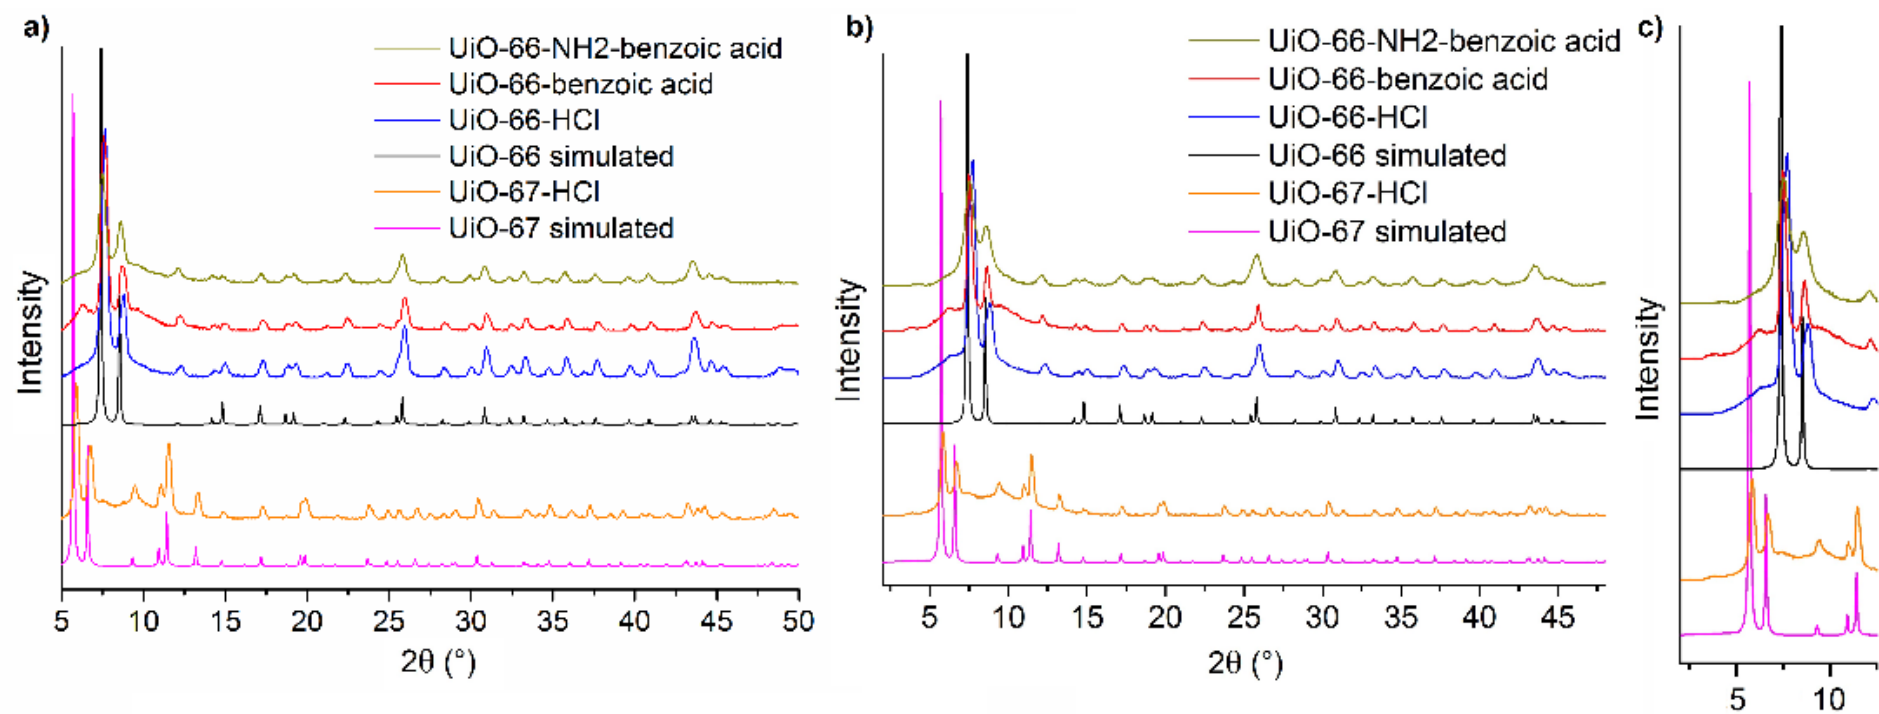 a)
UiO-66-NH2-benzoic acid
UiO-66-benzoic acid
UiO-66-HCl
UiO-66 simulated
UiO-67-HCl
UiO-67 simulated
Intensity
5 10 15 20 25 30 35 40 45 50
2θ (°)
b)
UiO-66-NH2-benzoic acid
UiO-66-benzoic acid
UiO-66-HCl
UiO-66 simulated
UiO-67-HCl
UiO-67 simulated
Intensity
5 10 15 20 25 30 35 40 45
2θ (°)
c)
Intensity
5 10